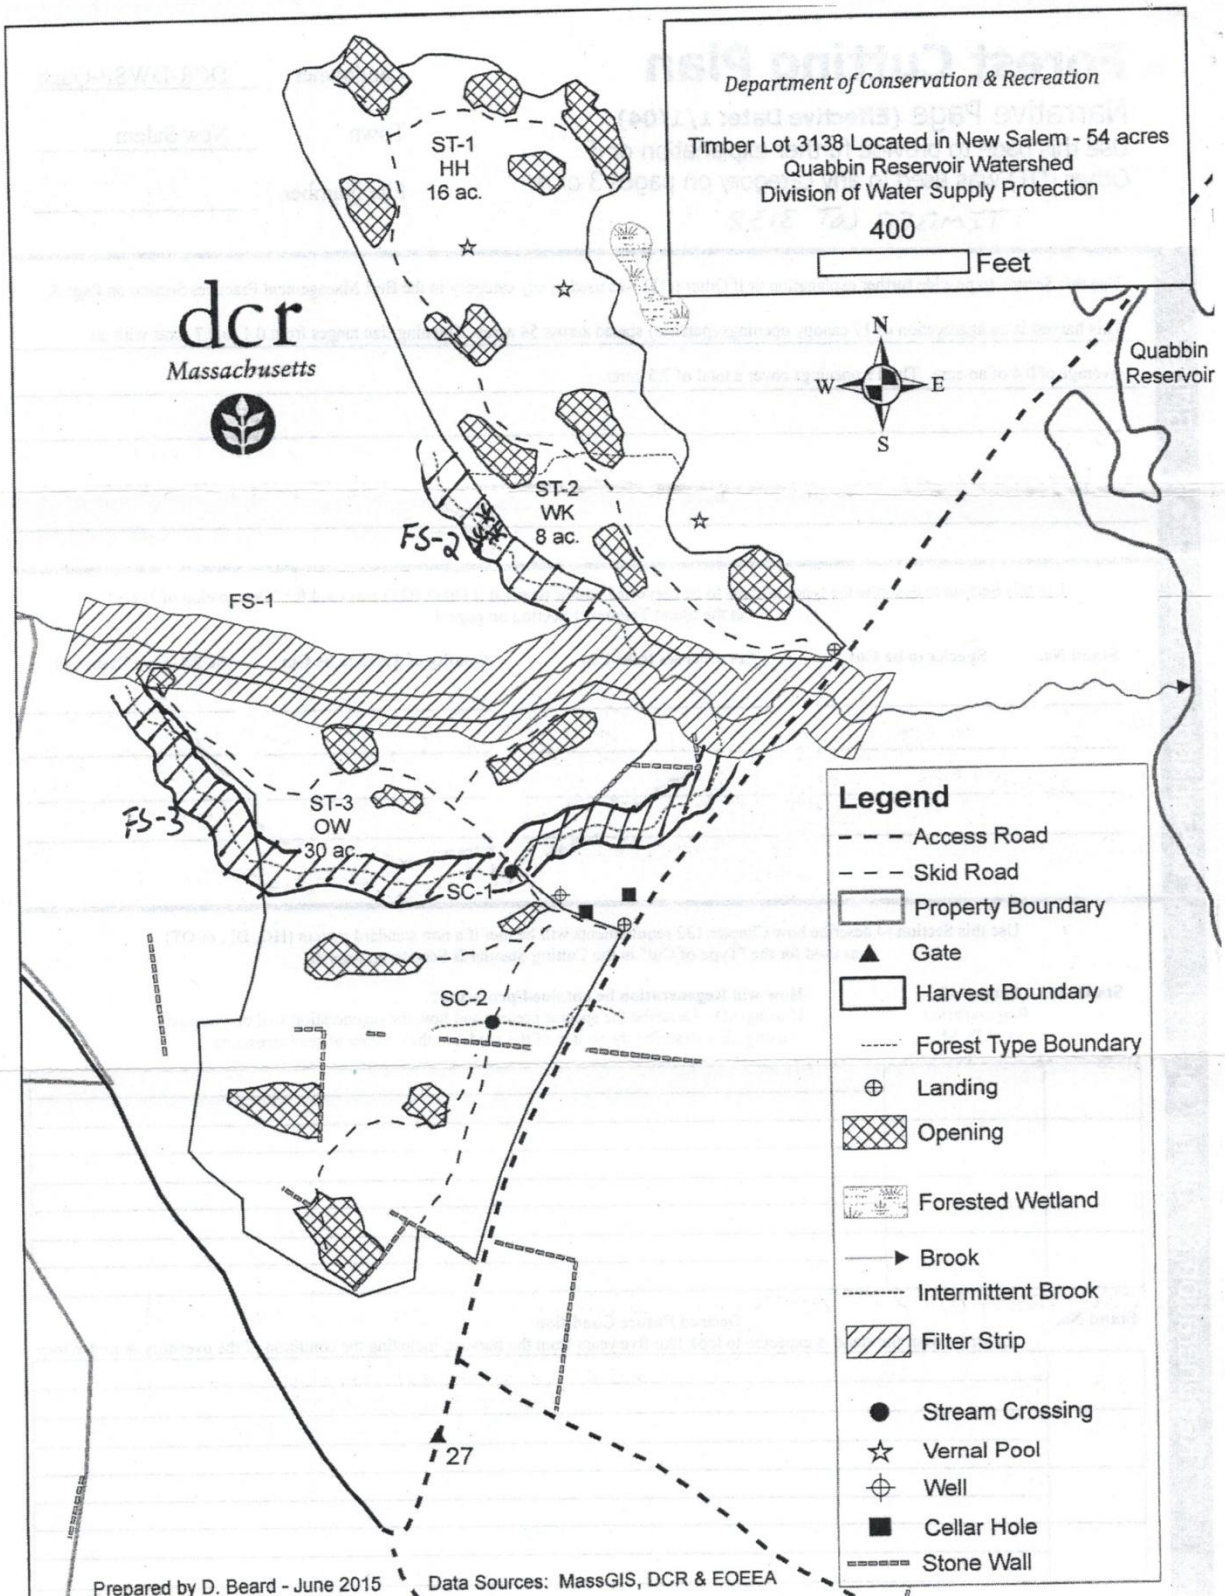 Department of Conservation & Recreation
Timber Lot 3138 Located in New Salem - 54 acres
Quabbin Reservoir Watershed
Division of Water Supply Protection
400
Feet
dcr
Massachusetts
N
W
E
S
Quabbin
Reservoir
ST-1
HH
16 ac.
ST-2
WK
8 ac.
FS-2
FS-1
ST-3
OW
30 ac.
FS-3
SC-1
SC-2
27
Legend
Access Road
Skid Road
Property Boundary
Gate
Harvest Boundary
Forest Type Boundary
Landing
Opening
Forested Wetland
Brook
Intermittent Brook
Filter Strip
Stream Crossing
Vernal Pool
Well
Cellar Hole
Stone Wall
Prepared by D. Beard - June 2015
Data Sources: MassGIS, DCR & EOEEA